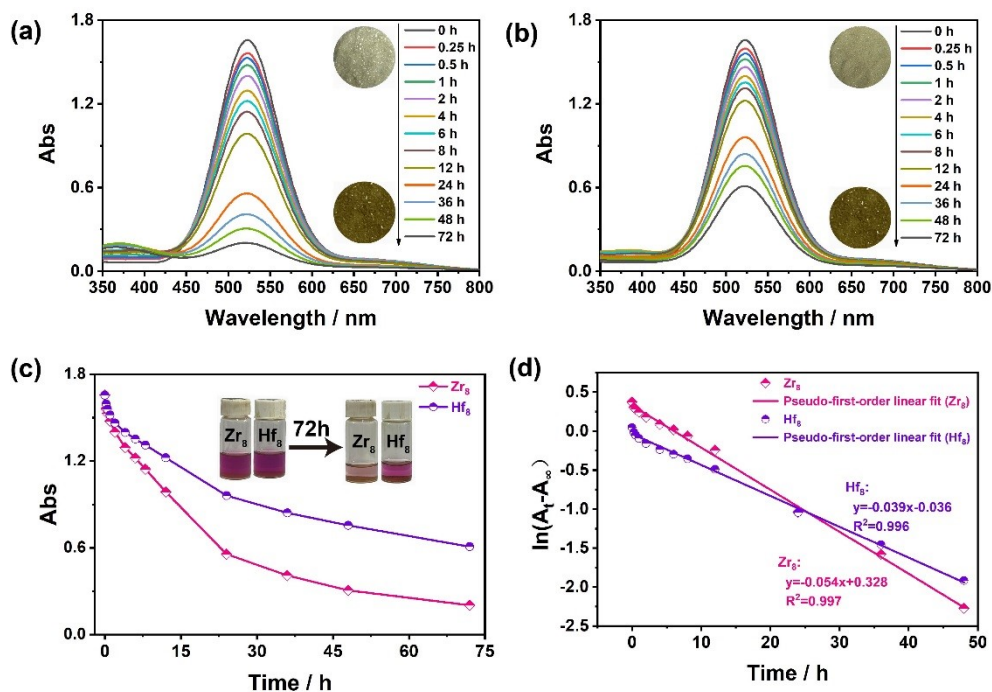 (a)
1.8
1.2
0.6
0.0
Abs
350 400 450 500 550 600 650 700 750 800
Wavelength / nm
0 h
0.25 h
0.5 h
1 h
2 h
4 h
6 h
8 h
12 h
24 h
36 h
48 h
72 h
(b)
1.8
1.2
0.6
0.0
Abs
350 400 450 500 550 600 650 700 750 800
Wavelength / nm
0 h
0.25 h
0.5 h
1 h
2 h
4 h
6 h
8 h
12 h
24 h
36 h
48 h
72 h
(c)
1.8
1.2
0.6
0.0
Abs
0 15 30 45 60 75
Time / h
Zr₈
Hf₈
Zr₈ Hf₈
72h
Zr₈ Hf₈
(d)
0.5
0.0
-0.5
-1.0
-1.5
-2.0
-2.5
ln(Aₜ-A∞)
0 10 20 30 40 50
Time / h
Zr₈
Pseudo-first-order linear fit (Zr₈)
Hf₈
Pseudo-first-order linear fit (Hf₈)
Hf₈:
y=-0.039x-0.036
R²=0.996
Zr₈:
y=-0.054x+0.328
R²=0.997